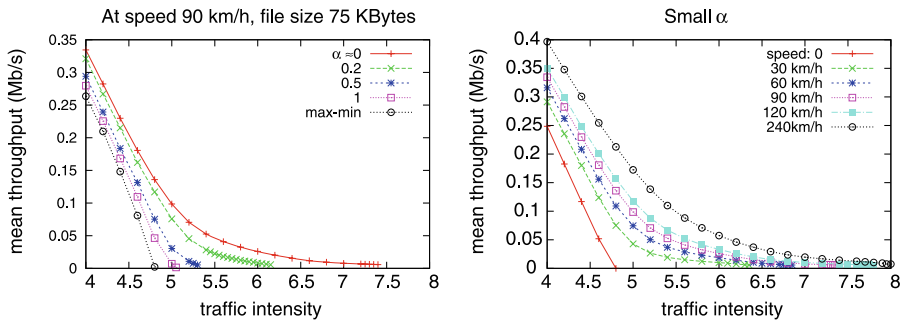 At speed 90 km/h, file size 75 KBytes
0.35
0.3
0.25
0.2
0.15
0.1
0.05
0
mean throughput (Mb/s)
α ≈0
0.2
0.5
1
max-min
4 4.5 5 5.5 6 6.5 7 7.5 8
traffic intensity
Small α
0.4
0.35
0.3
0.25
0.2
0.15
0.1
0.05
0
mean throughput (Mb/s)
speed: 0
30 km/h
60 km/h
90 km/h
120 km/h
240km/h
4 4.5 5 5.5 6 6.5 7 7.5 8
traffic intensity